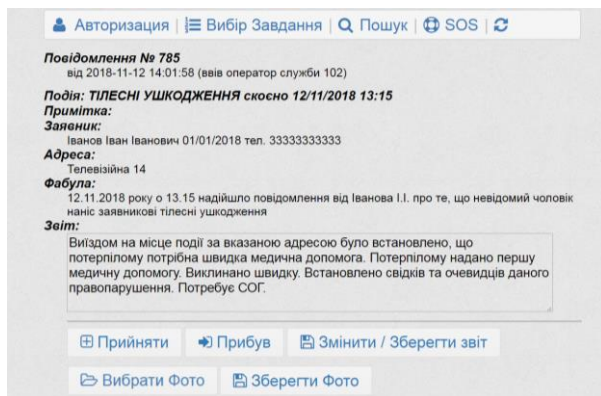 Авторизация | Вибір Завдання | Пошук | SOS |
Повідомлення № 785
від 2018-11-12 14:01:58 (ввів оператор служби 102)
Подія: ТІЛЕСНІ УШКОДЖЕННЯ скоєно 12/11/2018 13:15
Примітка:
Заявник:
Іванов Іван Іванович 01/01/2018 тел. 33333333333
Адреса:
Телевізійна 14
Фабула:
12.11.2018 року о 13.15 надійшло повідомлення від Іванова І.І. про те, що невідомий чоловік
наніс заявникові тілесні ушкодження
Звіт:
Виїздом на місце події за вказаною адресою було встановлено, що
потерпілому потрібна швидка медична допомога. Потерпілому надано першу
медичну допомогу. Виклинано швидку. Встановлено свідків та очевидців даного
правопарушення. Потребує СОГ.
Прийняти Прибув Змінити / Зберегти звіт
Вибрати Фото Зберегти Фото